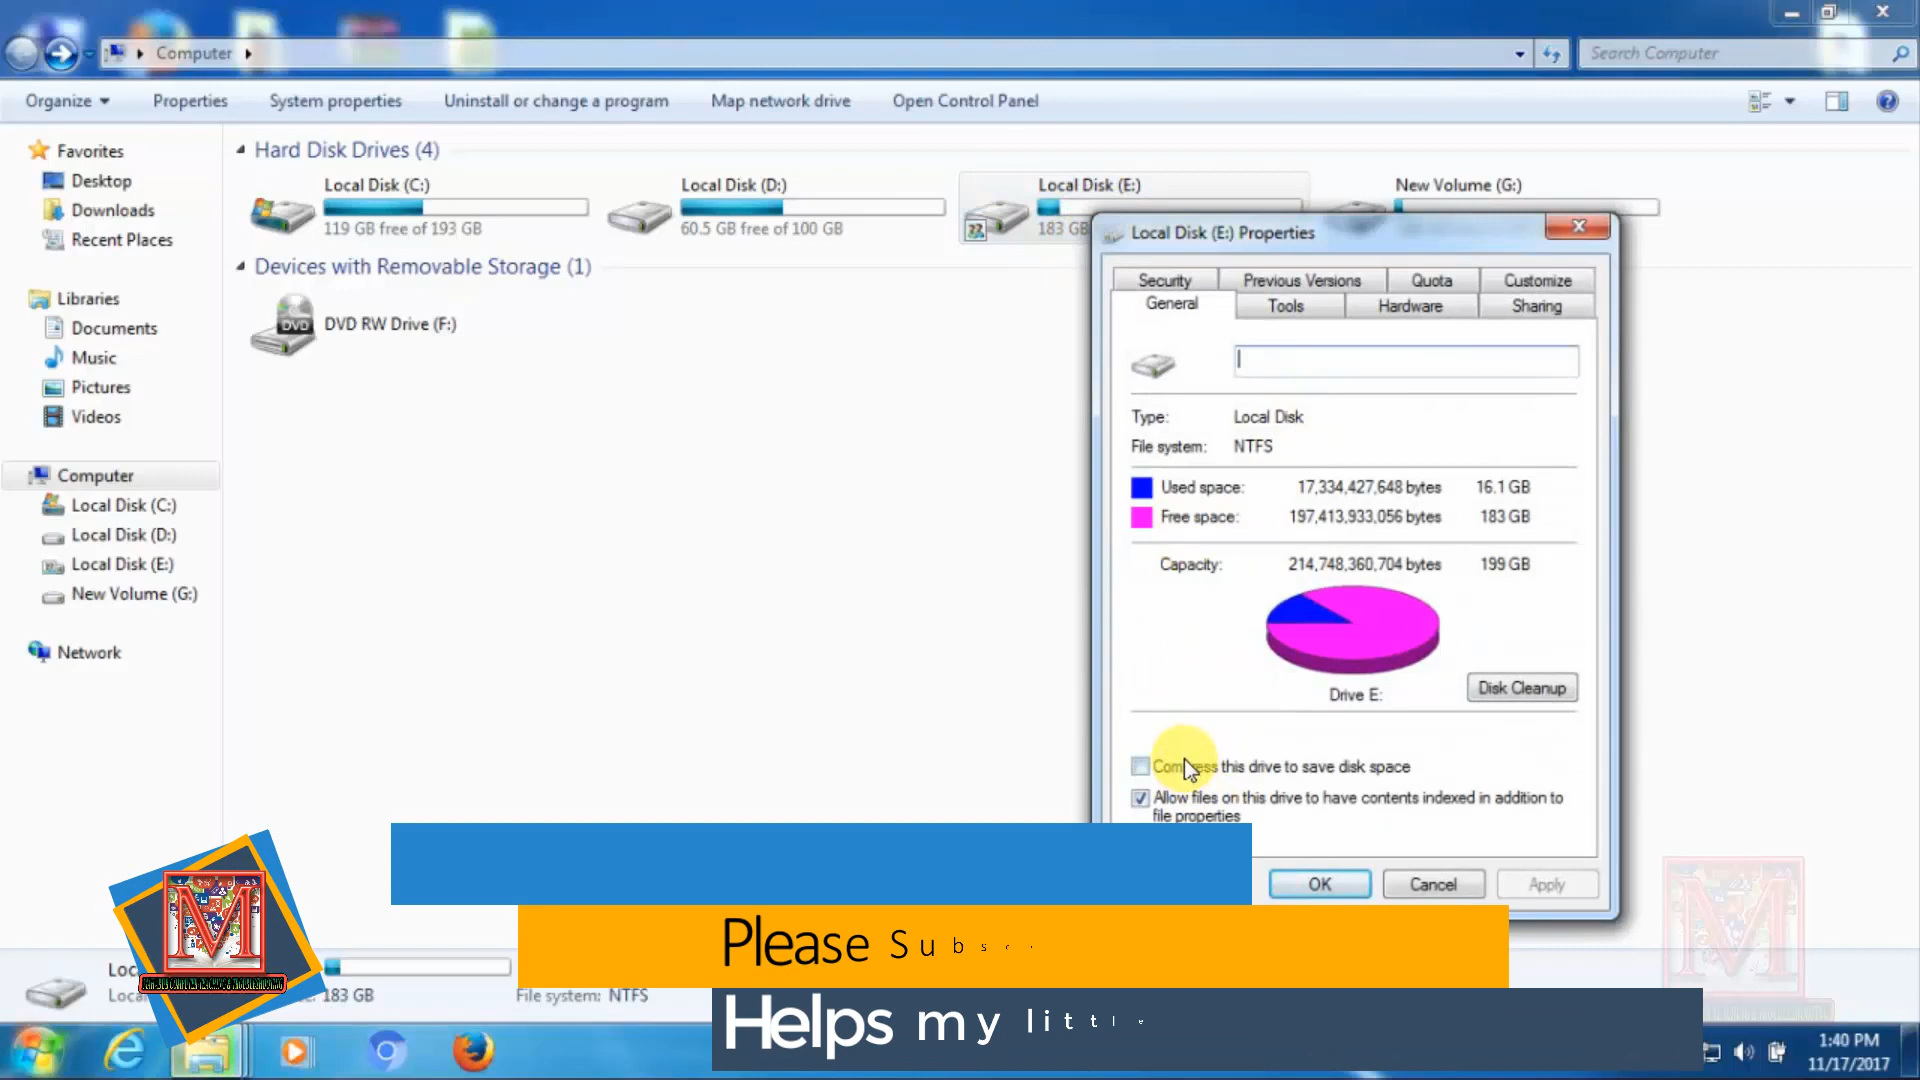 Computer
Search Computer
Organize
Properties
System properties
Uninstall or change a program
Map network drive
Open Control Panel
Favorites
Desktop
Downloads
Recent Places
Libraries
Documents
Music
Pictures
Videos
Computer
Local Disk (C:)
Local Disk (D:)
Local Disk (E:)
New Volume (G:)
Network
Hard Disk Drives (4)
Local Disk (C:)
119 GB free of 193 GB
Local Disk (D:)
60.5 GB free of 100 GB
Local Disk (E:)
183 GB
New Volume (G:)
Devices with Removable Storage (1)
DVD
DVD RW Drive (F:)
Local Disk (E:) Properties
Security
Previous Versions
Quota
Customize
General
Tools
Hardware
Sharing
Type: Local Disk
File system: NTFS
Used space: 17,334,427,648 bytes 16.1 GB
Free space: 197,413,933,056 bytes 183 GB
Capacity: 214,748,360,704 bytes 199 GB
Drive E:
Disk Cleanup
Compress this drive to save disk space
Allow files on this drive to have contents indexed in addition to
file properties
OK
Cancel
Apply
M
Please Subs
Helps my little
183 GB
File system: NTFS
1:40 PM
11/17/2017